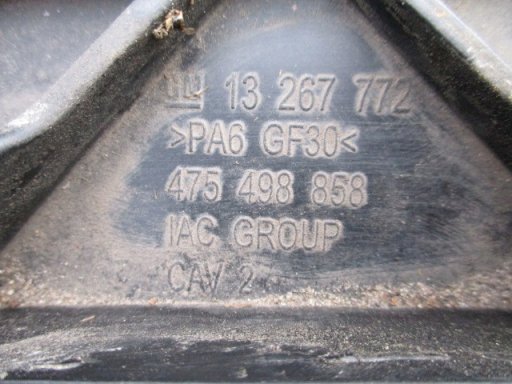 GM 13 267 772
>PA6 GF30<
475 498 858
IAC GROUP
CAV 2